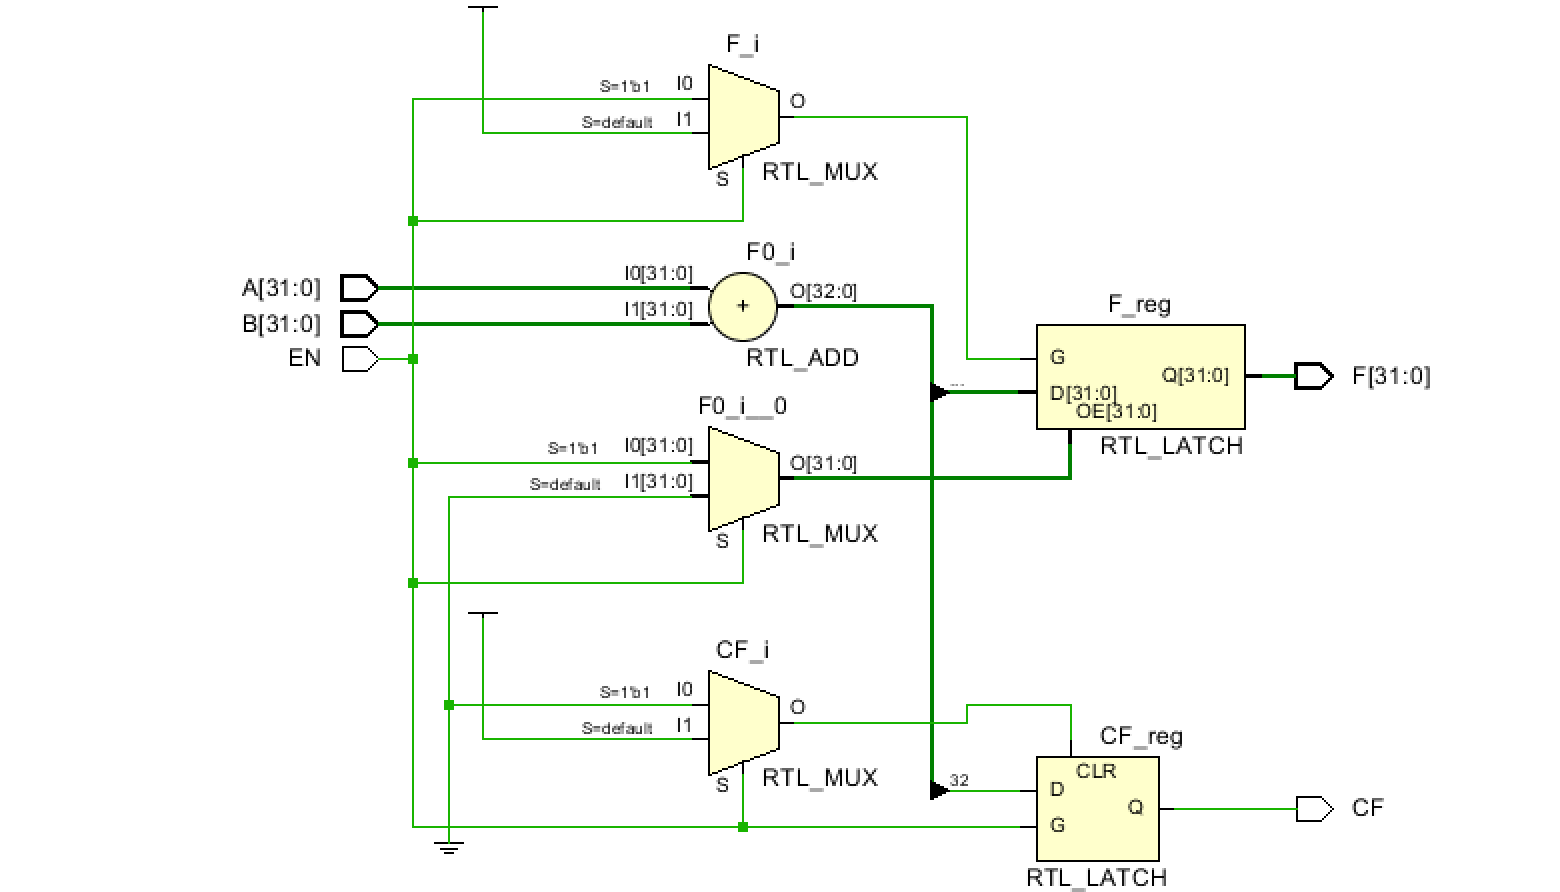 F_i
S=1'b1 I0
O
S=default I1
S
RTL_MUX
F0_i
A[31:0]
I0[31:0]
O[32:0]
B[31:0]
I1[31:0]
+
EN
RTL_ADD
F_reg
G
Q[31:0]
F[31:0]
...
D[31:0]
OE[31:0]
RTL_LATCH
F0_i__0
S=1'b1 I0[31:0]
O[31:0]
S=default I1[31:0]
S
RTL_MUX
CF_i
S=1'b1 I0
O
S=default I1
S
RTL_MUX
CF_reg
CLR
32
D
Q
CF
G
RTL_LATCH